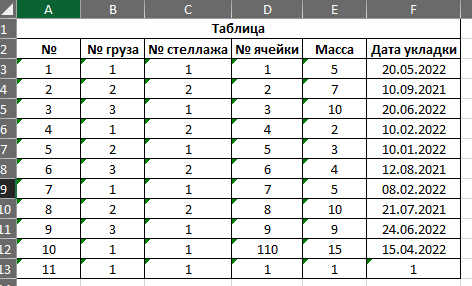 A B C D E F
1 Таблица
2 № № груза № стеллажа № ячейки Масса Дата укладки
3 1 1 1 1 5 20.05.2022
4 2 2 2 2 7 10.09.2021
5 3 3 1 3 10 20.06.2022
6 4 1 2 4 2 10.02.2022
7 5 2 1 5 3 10.01.2022
8 6 3 2 6 4 12.08.2021
9 7 1 1 7 5 08.02.2022
10 8 2 2 8 10 21.07.2021
11 9 3 1 9 9 24.06.2022
12 10 1 1 110 15 15.04.2022
13 11 1 1 1 1 1